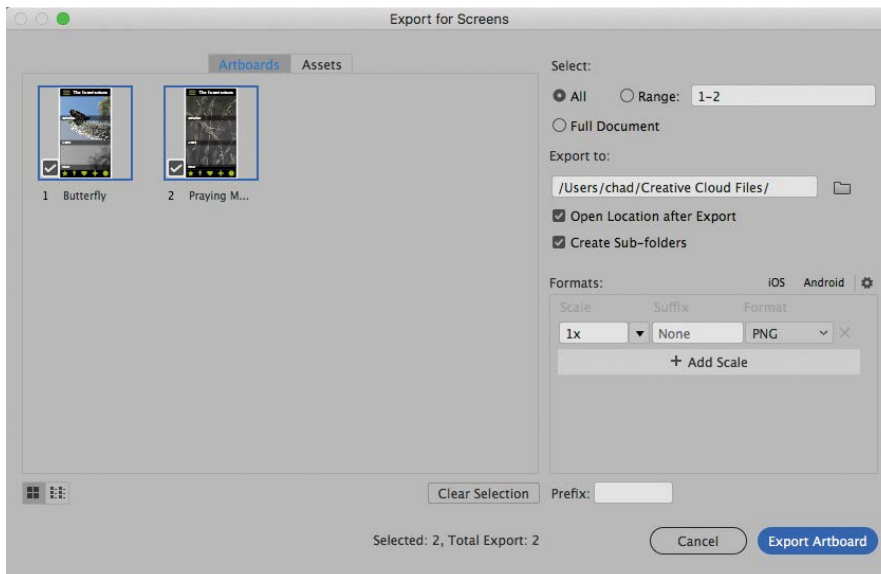 Export for Screens
Artboards Assets
1 Butterfly
2 Praying M...
Clear Selection
Selected: 2, Total Export: 2
Select:
All Range: 1-2
Full Document
Export to:
/Users/chad/Creative Cloud Files/
Open Location after Export
Create Sub-folders
Formats: iOS Android
Scale Suffix Format
1x None PNG
+ Add Scale
Prefix:
Cancel Export Artboard